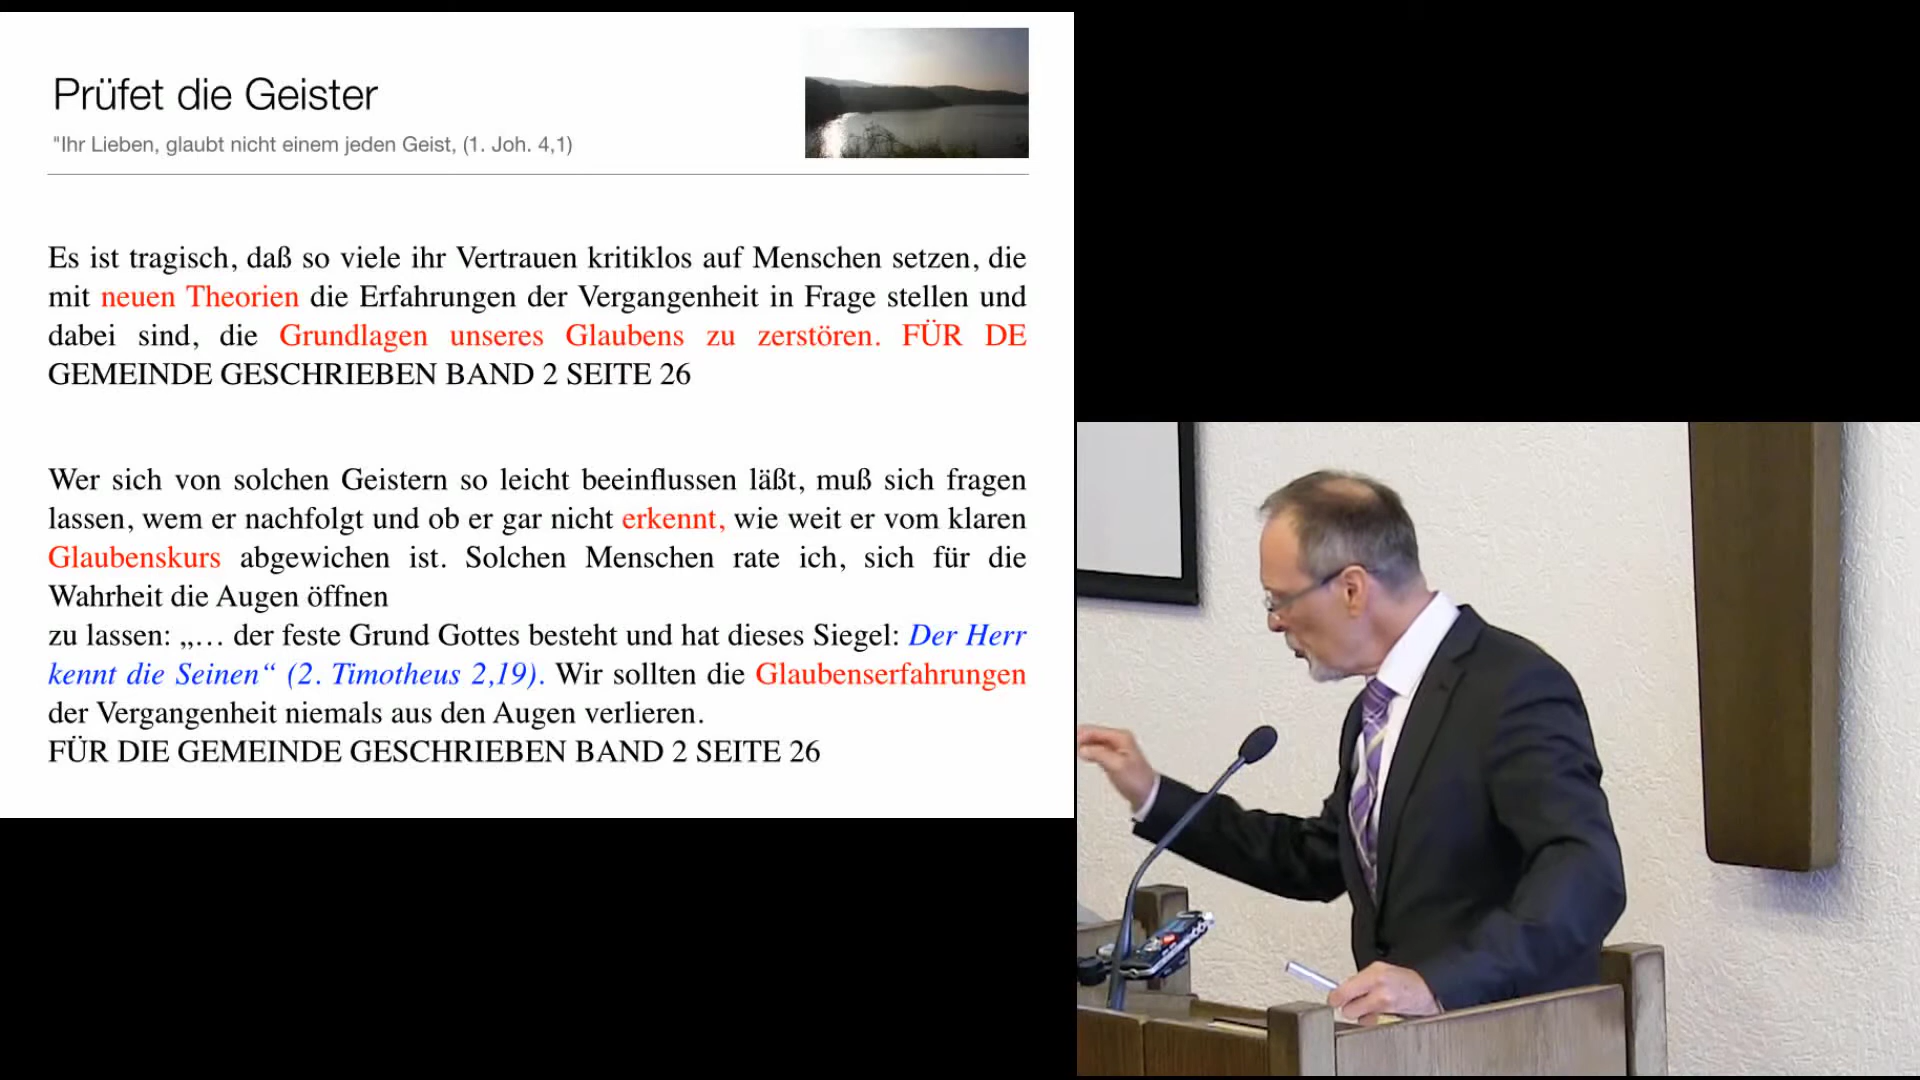 Prüfet die Geister
"Ihr Lieben, glaubt nicht einem jeden Geist, (1. Joh. 4,1)
Es ist tragisch, daß so viele ihr Vertrauen kritiklos auf Menschen setzen, die
mit neuen Theorien die Erfahrungen der Vergangenheit in Frage stellen und
dabei sind, die Grundlagen unseres Glaubens zu zerstören. FÜR DE
GEMEINDE GESCHRIEBEN BAND 2 SEITE 26
Wer sich von solchen Geistern so leicht beeinflussen läßt, muß sich fragen
lassen, wem er nachfolgt und ob er gar nicht erkennt, wie weit er vom klaren
Glaubenskurs abgewichen ist. Solchen Menschen rate ich, sich für die
Wahrheit die Augen öffnen
zu lassen: „… der feste Grund Gottes besteht und hat dieses Siegel: Der Herr
kennt die Seinen“ (2. Timotheus 2,19). Wir sollten die Glaubenserfahrungen
der Vergangenheit niemals aus den Augen verlieren.
FÜR DIE GEMEINDE GESCHRIEBEN BAND 2 SEITE 26